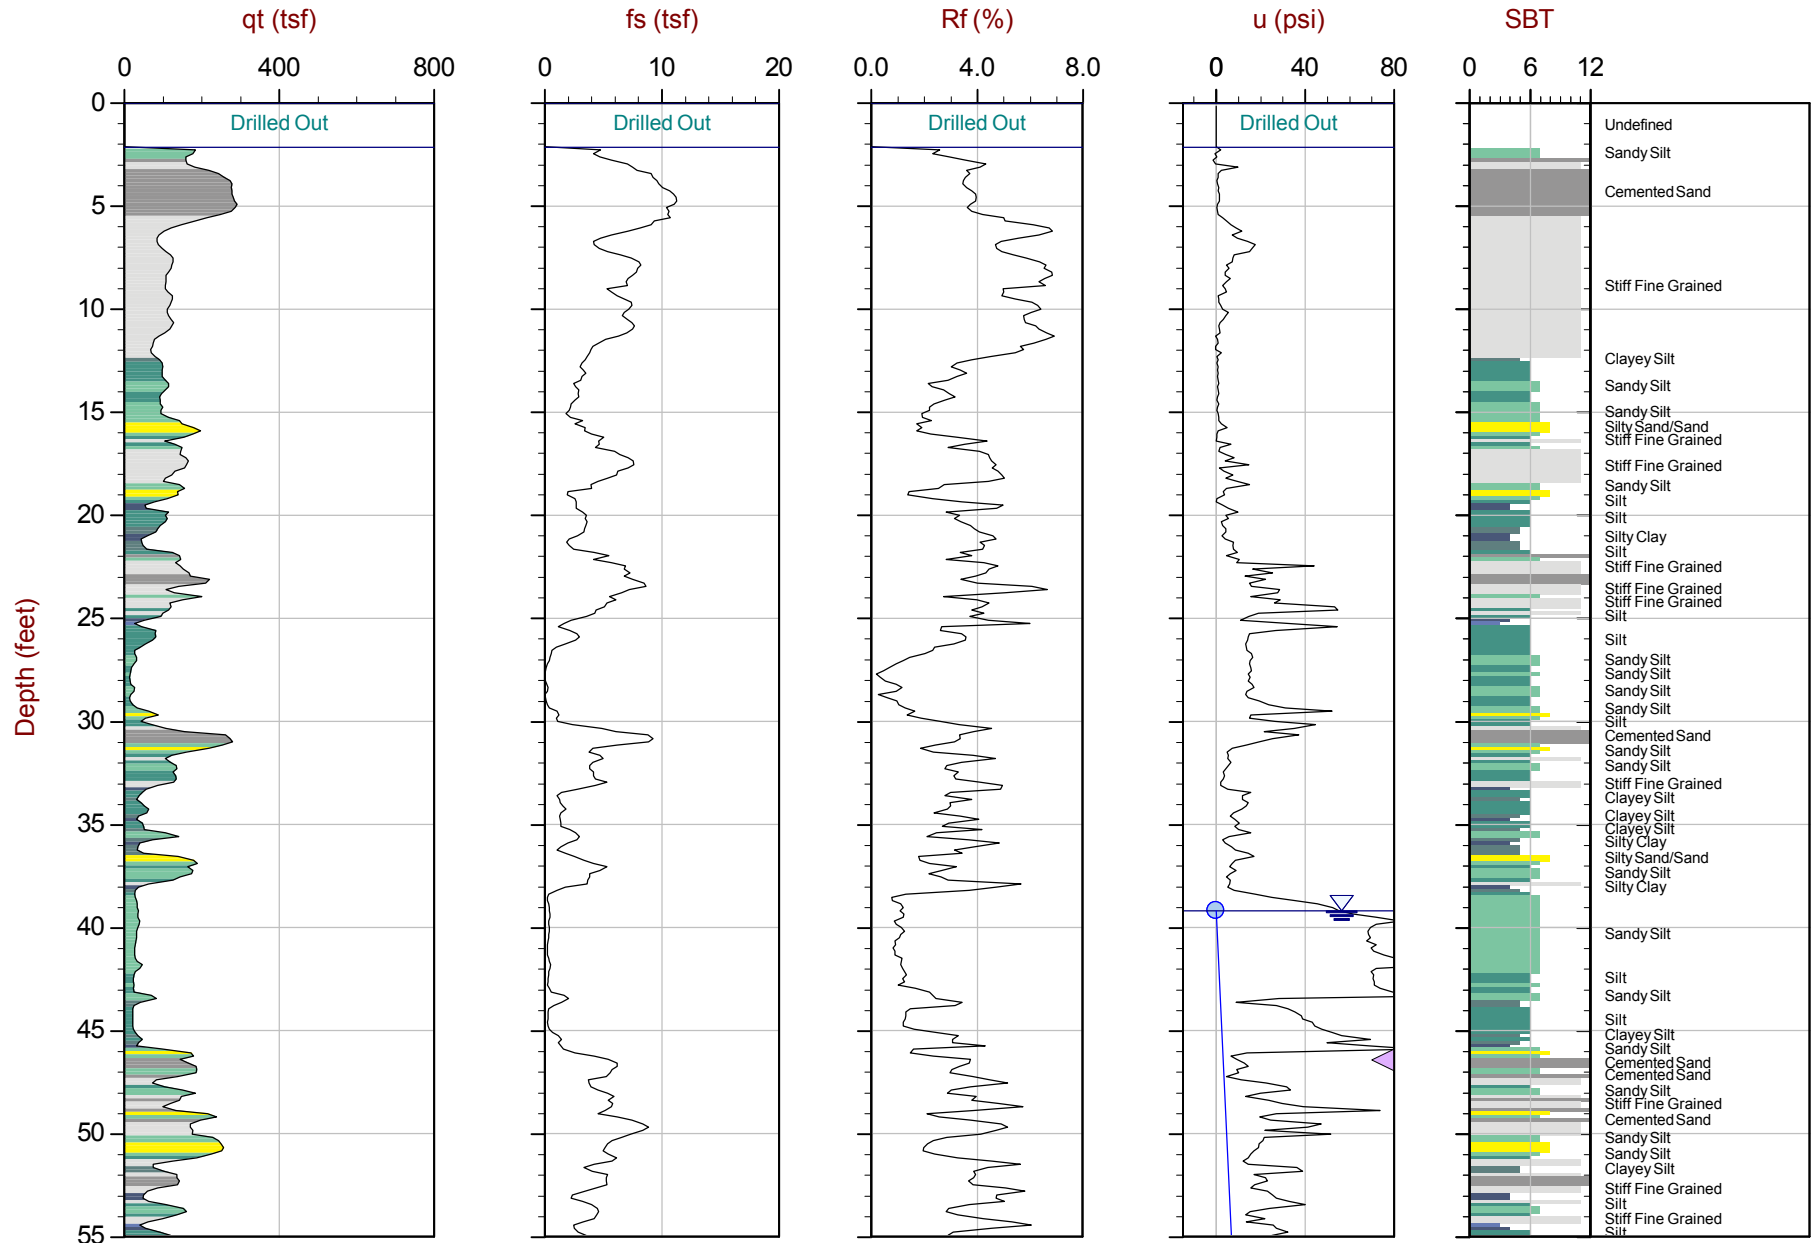 qt (tsf) fs (tsf) Rf (%) u (psi) SBT
0 400 800 0 10 20 0.0 4.0 8.0 0 40 80 0 6 12
Drilled Out Drilled Out Drilled Out Drilled Out
Depth (feet)
0
5
10
15
20
25
30
35
40
45
50
55
Undefined
Sandy Silt
Cemented Sand
Stiff Fine Grained
Clayey Silt
Sandy Silt
Sandy Silt
Silty Sand/Sand
Stiff Fine Grained
Stiff Fine Grained
Sandy Silt
Silt
Silt
Silty Clay
Silt
Stiff Fine Grained
Stiff Fine Grained
Stiff Fine Grained
Silt
Silt
Sandy Silt
Sandy Silt
Sandy Silt
Sandy Silt
Silt
Cemented Sand
Sandy Silt
Sandy Silt
Stiff Fine Grained
Clayey Silt
Clayey Silt
Clayey Silt
Silty Clay
Silty Sand/Sand
Sandy Silt
Silty Clay
Sandy Silt
Silt
Sandy Silt
Silt
Clayey Silt
Sandy Silt
Cemented Sand
Cemented Sand
Sandy Silt
Stiff Fine Grained
Cemented Sand
Sandy Silt
Sandy Silt
Clayey Silt
Stiff Fine Grained
Silt
Stiff Fine Grained
Silt